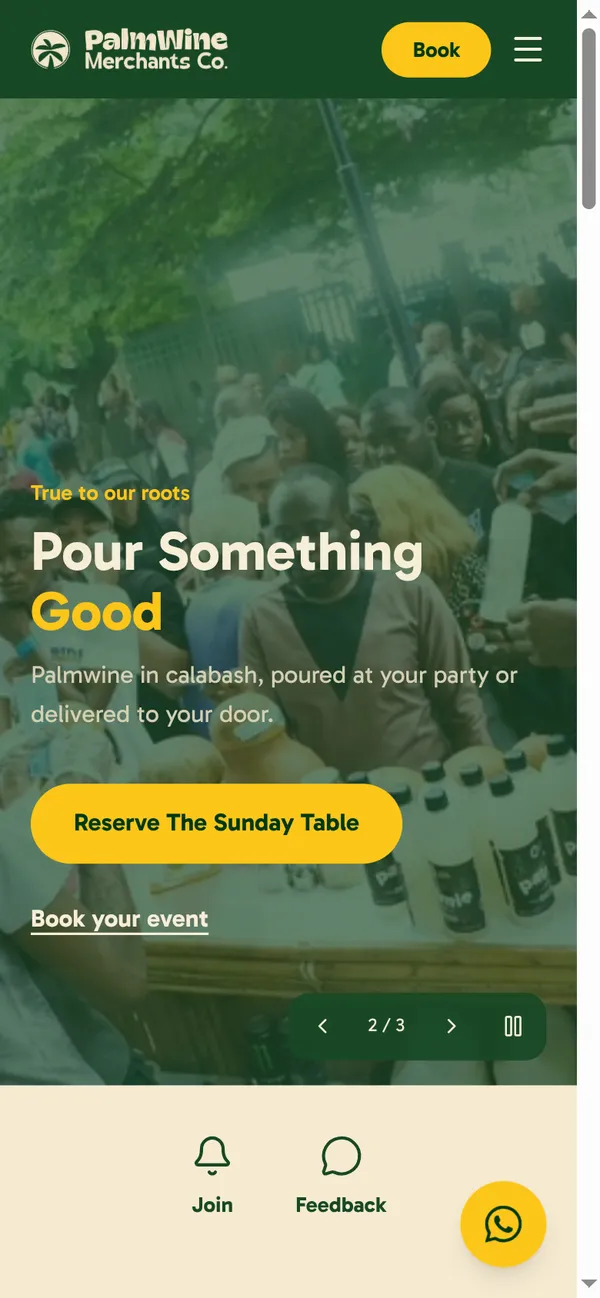 PalmWine
Merchants Co.
Book
True to our roots
Pour Something
Good
Palmwine in calabash, poured at your party or
delivered to your door.
Reserve The Sunday Table
Book your event
2 / 3
Join
Feedback